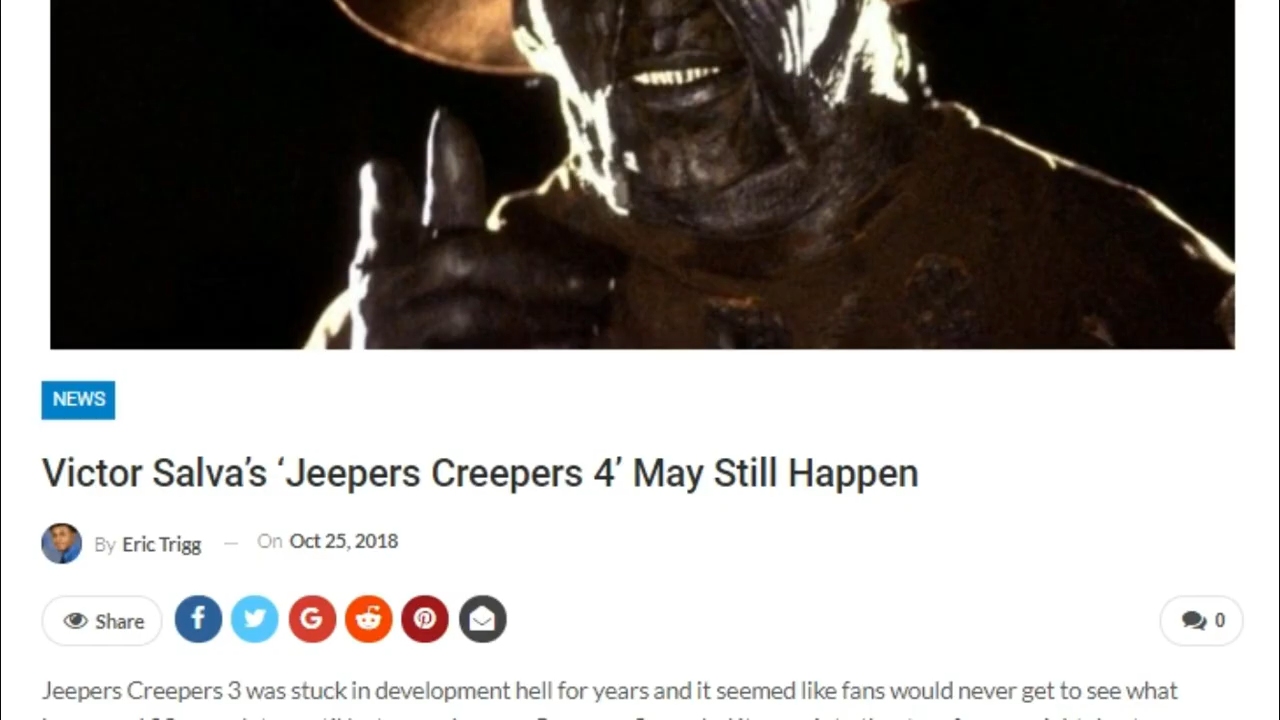 NEWS
Victor Salva’s ‘Jeepers Creepers 4’ May Still Happen
By Eric Trigg — On Oct 25, 2018
Share
0
Jeepers Creepers 3 was stuck in development hell for years and it seemed like fans would never get to see what